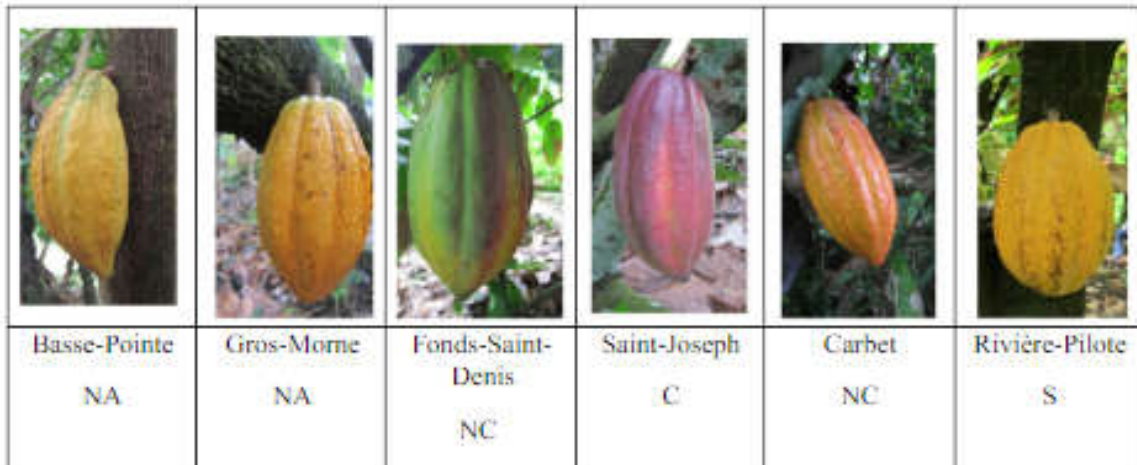 Basse-Pointe
NA
Gros-Morne
NA
Fonds-Saint-
Denis
NC
Saint-Joseph
C
Carbet
NC
Rivière-Pilote
S